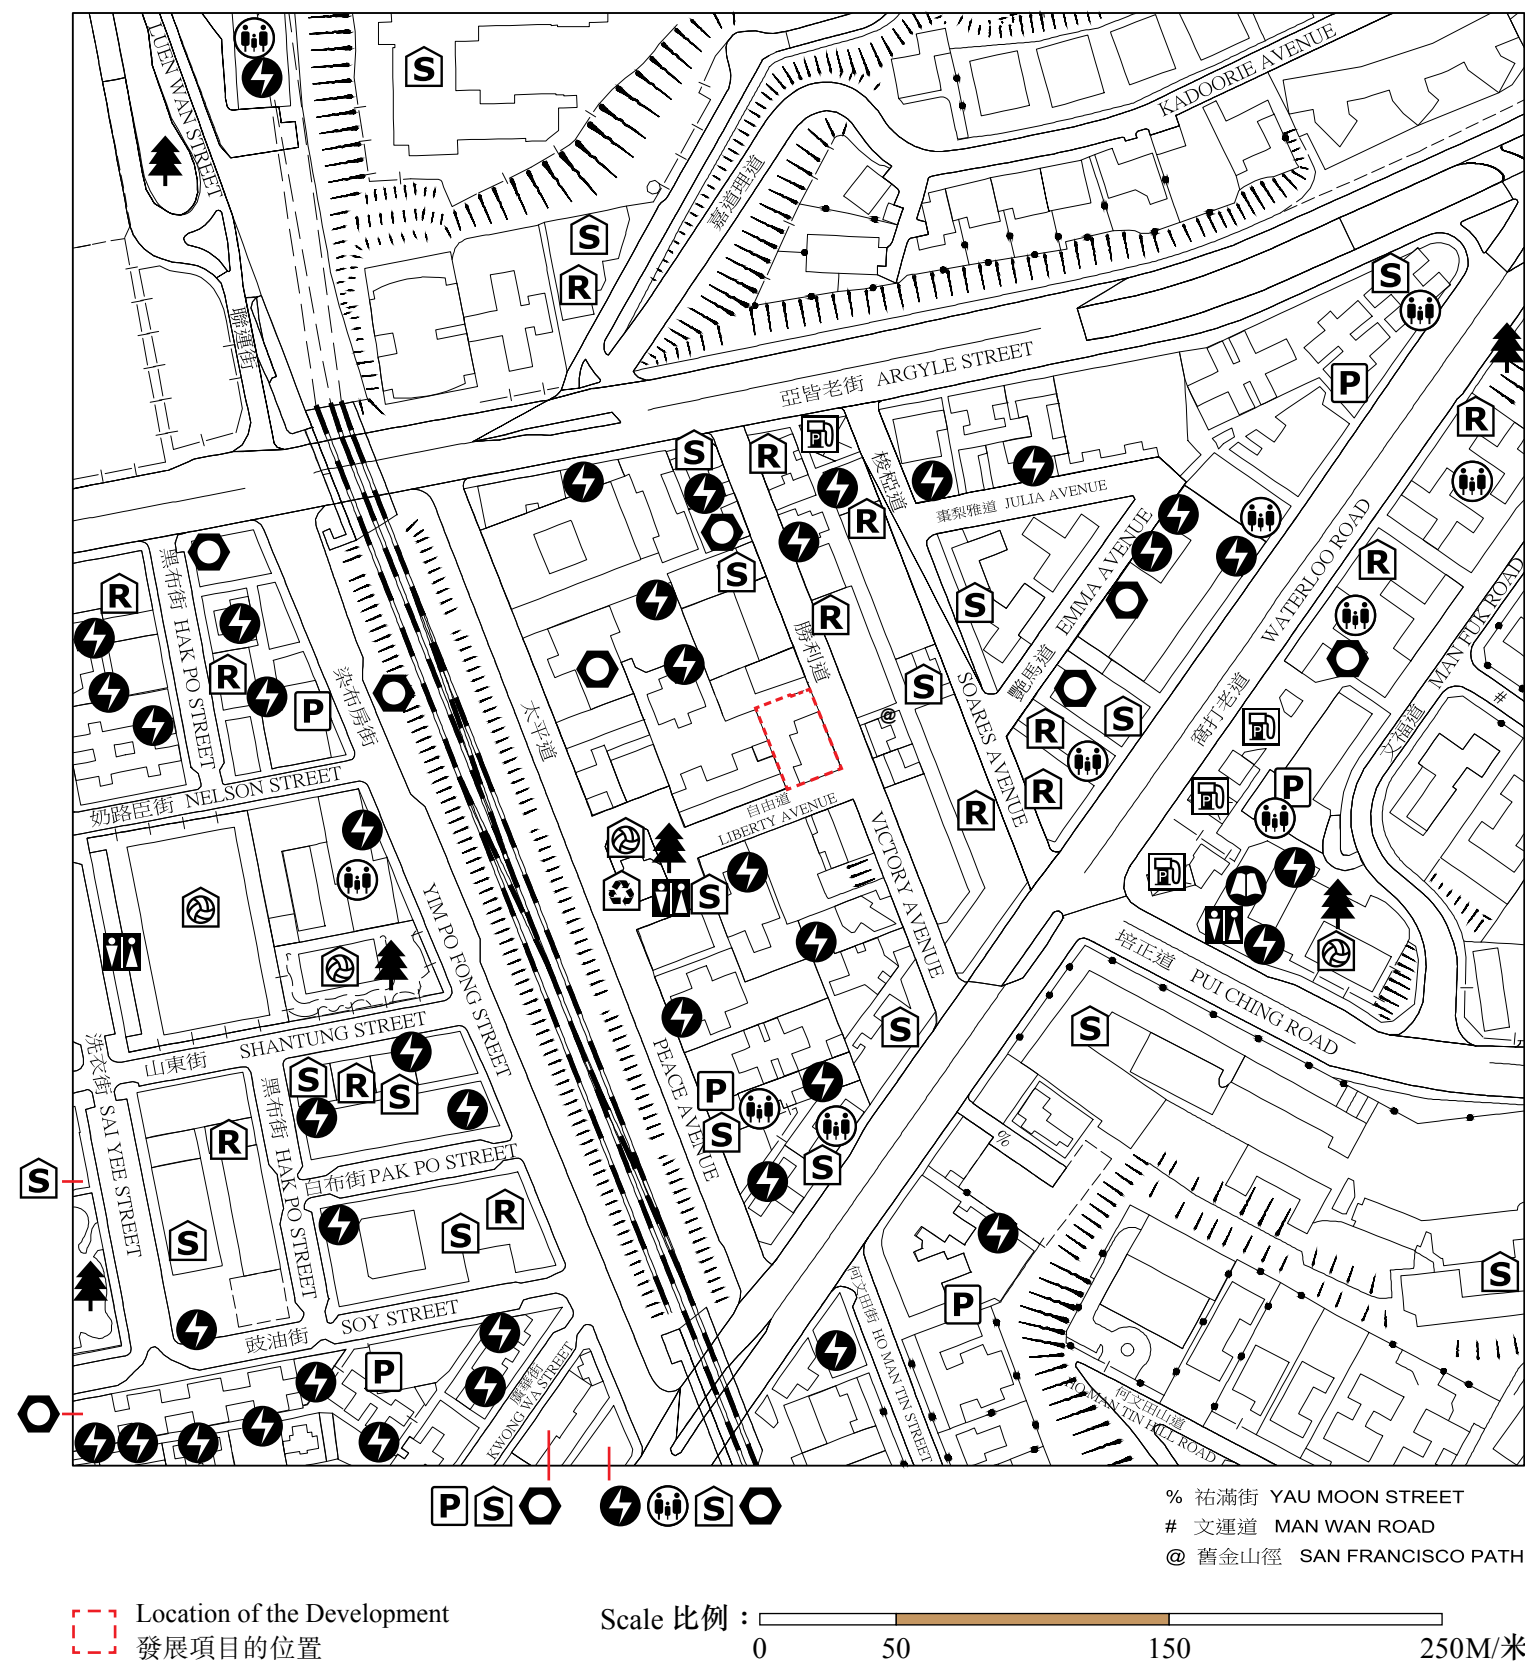 LUEN WAN STREET
聯運街
KADOORIE AVENUE
嘉道理道
亞皆老街 ARGYLE STREET
梭椏道
SOARES AVENUE
棗梨雅道 JULIA AVENUE
艷馬道 EMMA AVENUE
窩打老道 WATERLOO ROAD
文福道 MAN FUK ROAD
#
黑布街 HAK PO STREET
染布房街
YIM PO FONG STREET
太平道
PEACE AVENUE
勝利道
VICTORY AVENUE
@
自由道
LIBERTY AVENUE
奶路臣街 NELSON STREET
培正道 PUI CHING ROAD
山東街 SHANTUNG STREET
洗衣街 SAI YEE STREET
黑布街 HAK PO STREET
白布街 PAK PO STREET
%
豉油街 SOY STREET
KWONG WA STREET
何文田街 HO MAN TIN STREET
何文田山道
HO MAN TIN HILL ROAD
S
S
R
S
R
S
R
R
R
S
S
S
P
R
R
R
R
P
S
S
R
R
R
P
P
P
P
P
S
S
S
S
R
S
P
S
S
R
S
S
R
S
P
P
S
P
S
S
% 祐滿街 YAU MOON STREET
# 文運道 MAN WAN ROAD
@ 舊金山徑 SAN FRANCISCO PATH
Location of the Development
發展項目的位置
Scale 比例：
0 50 150 250M/米